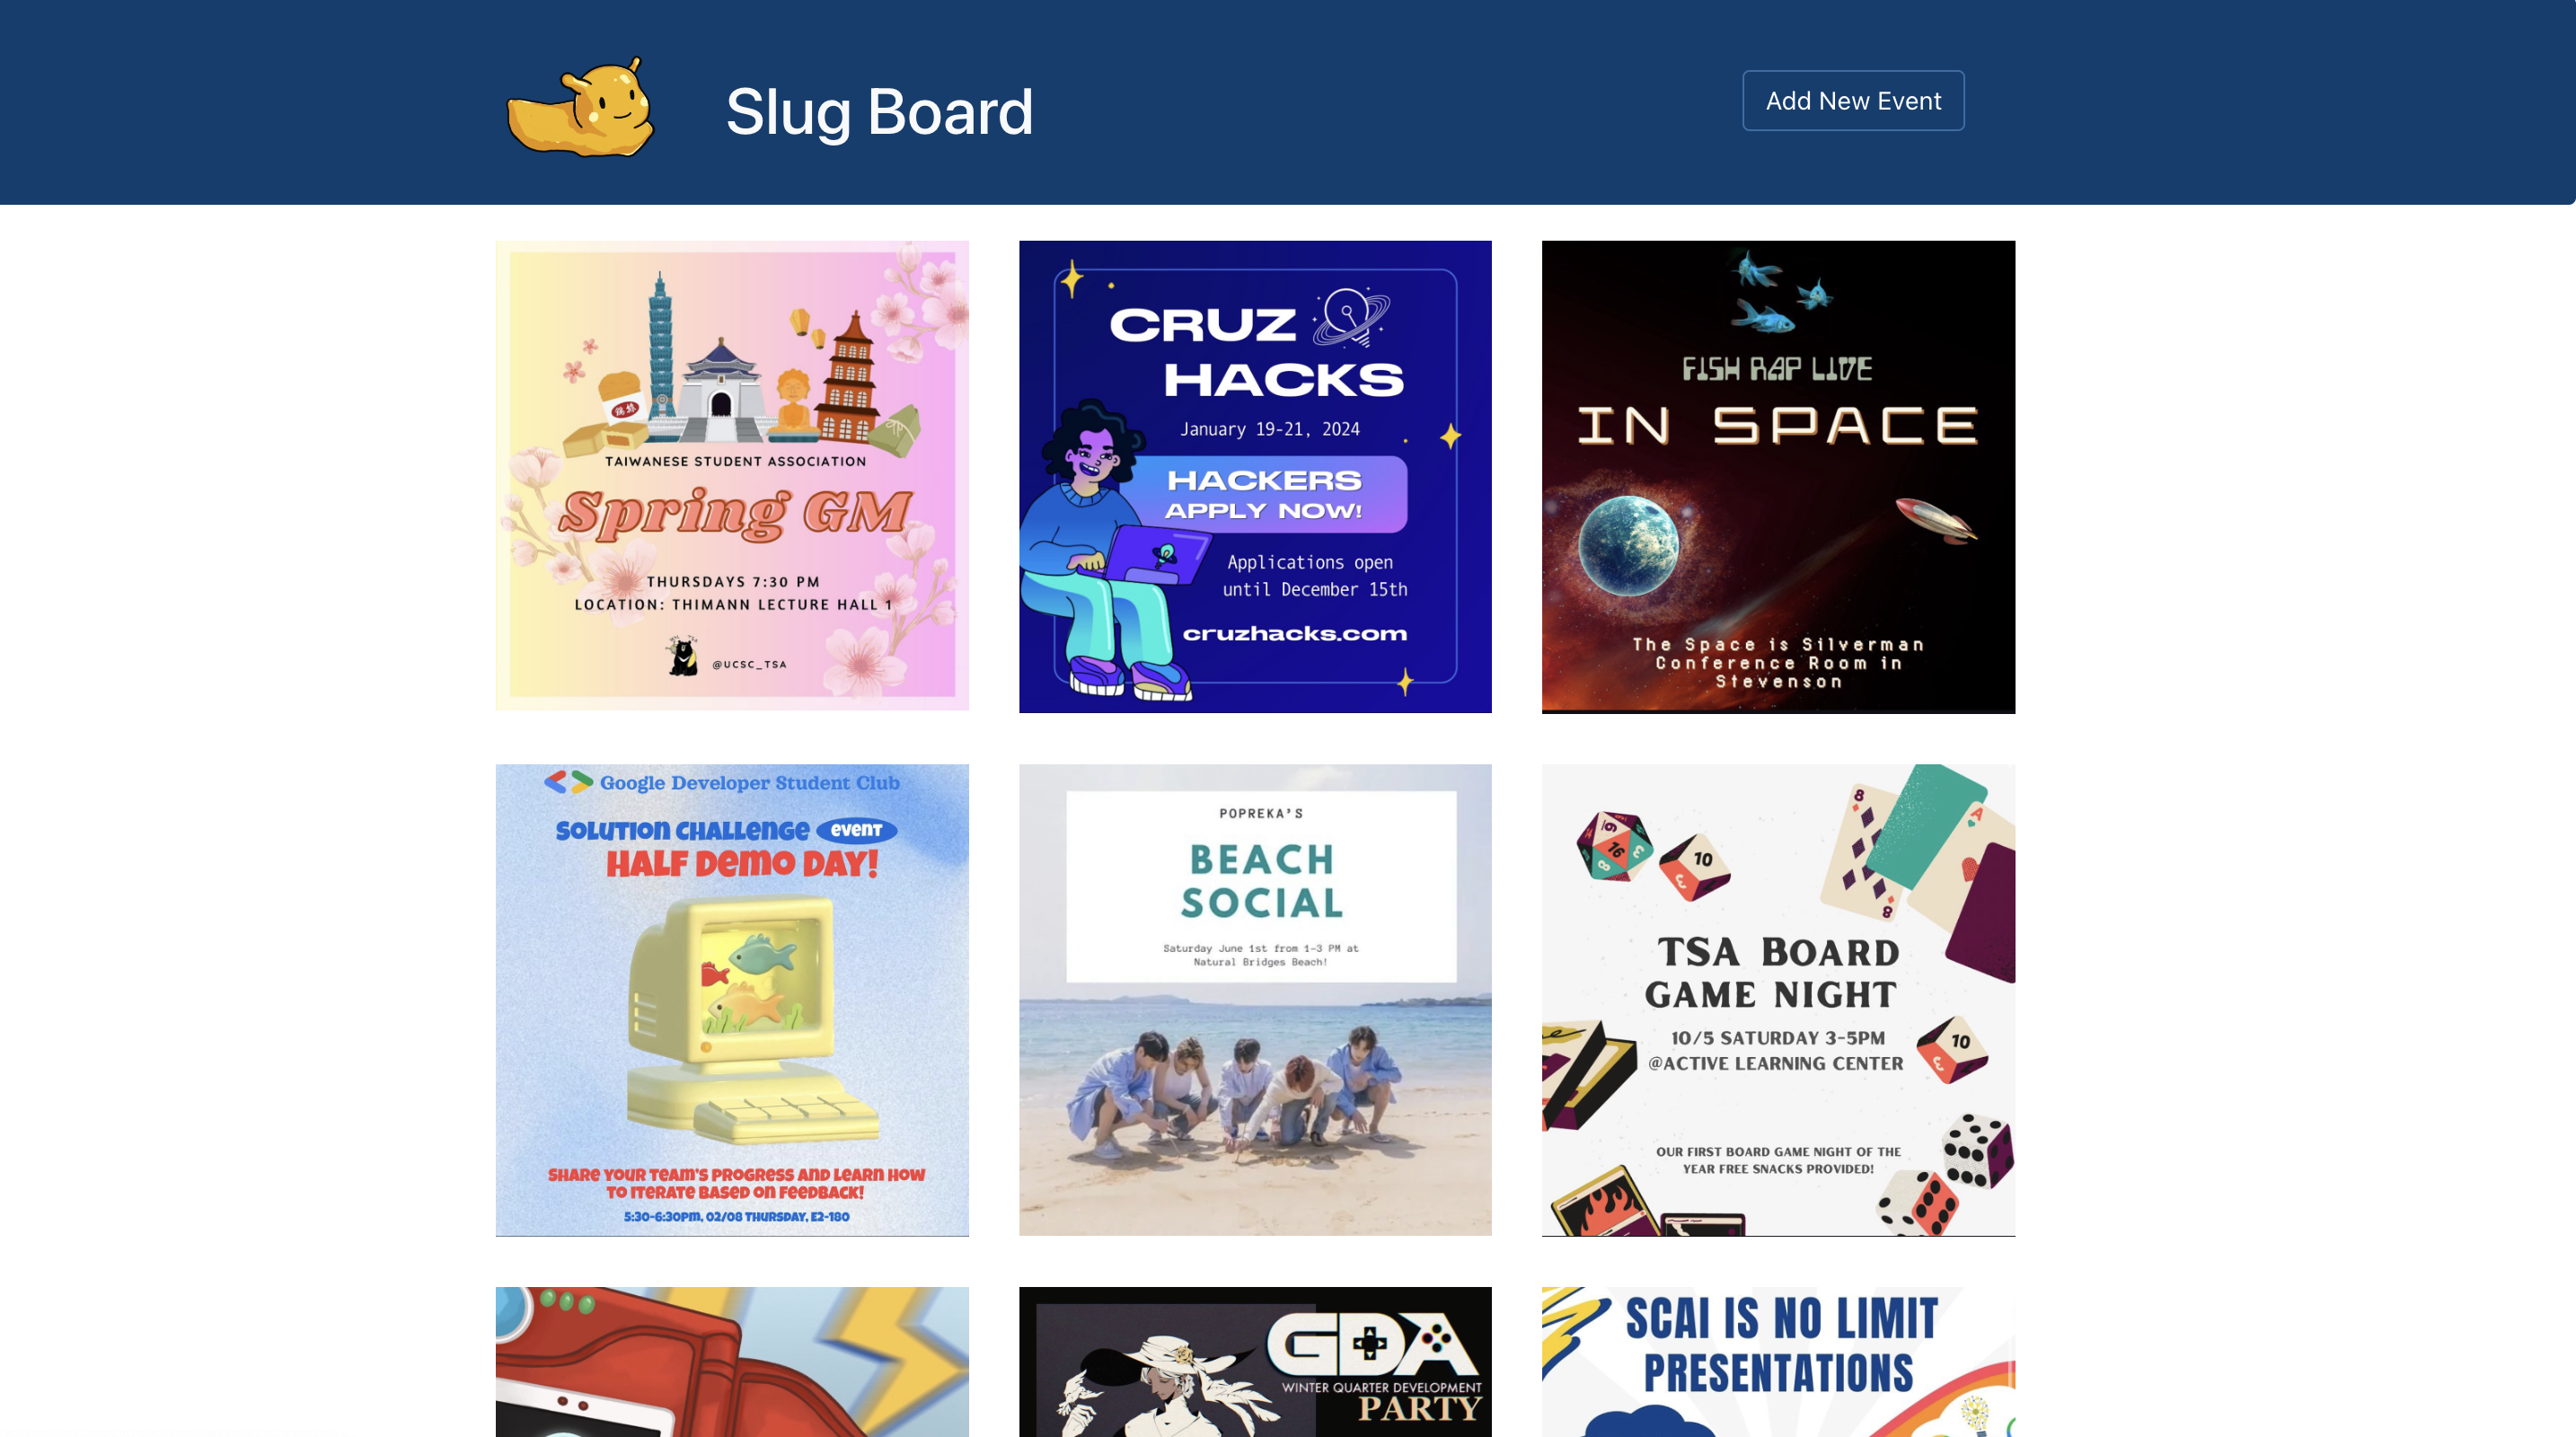 Slug Board
Add New Event
TAIWANESE STUDENT ASSOCIATION
Spring GM
THURSDAYS 7:30 PM
LOCATION: THIMANN LECTURE HALL 1
@UCSC_TSA
CRUZ
HACKS
January 19-21, 2024
HACKERS
APPLY NOW!
Applications open
until December 15th
cruzhacks.com
FISH RAP LIVE
IN SPACE
The Space is Silverman
Conference Room in
Stevenson
Google Developer Student Club
SOLUTION CHALLENGE EVENT
HALF DEMO DAY!
SHARE YOUR TEAM'S PROGRESS AND LEARN HOW
TO ITERATE BASED ON FEEDBACK!
5:30-6:30PM, 02/08 THURSDAY, E2-180
POPREKA'S
BEACH
SOCIAL
Saturday June 1st from 1-3 PM at
Natural Bridges Beach!
8
A
8
16
10
TSA BOARD
GAME NIGHT
10/5 SATURDAY 3-5PM
@ACTIVE LEARNING CENTER
10
OUR FIRST BOARD GAME NIGHT OF THE
YEAR FREE SNACKS PROVIDED!
GDA
WINTER QUARTER DEVELOPMENT
PARTY
SCAI IS NO LIMIT
PRESENTATIONS